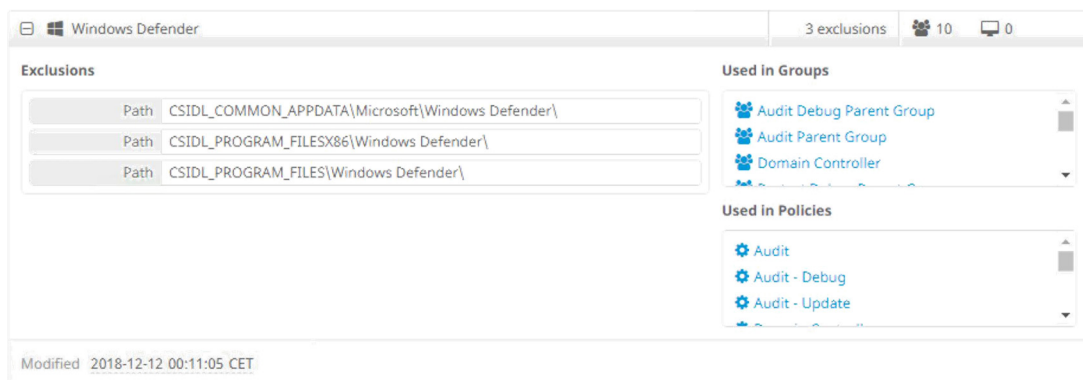 Windows Defender
3 exclusions
10
0
Exclusions
Path CSIDL_COMMON_APPDATA\Microsoft\Windows Defender\
Path CSIDL_PROGRAM_FILESX86\Windows Defender\
Path CSIDL_PROGRAM_FILES\Windows Defender\
Used in Groups
Audit Debug Parent Group
Audit Parent Group
Domain Controller
Used in Policies
Audit
Audit - Debug
Audit - Update
Modified 2018-12-12 00:11:05 CET